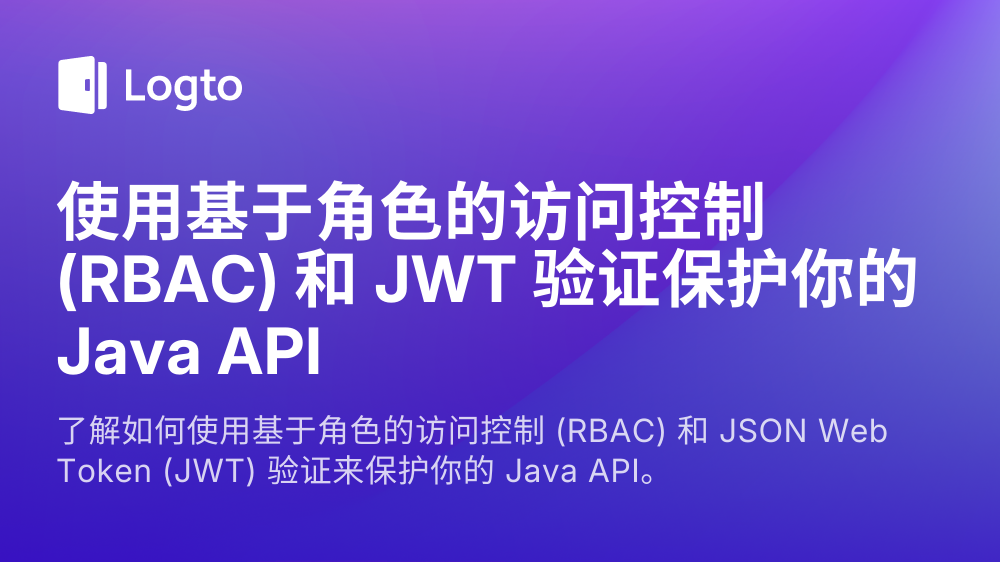 Logto
使用基于角色的访问控制
(RBAC) 和 JWT 验证保护你的
Java API
了解如何使用基于角色的访问控制 (RBAC) 和 JSON Web
Token (JWT) 验证来保护你的 Java API。